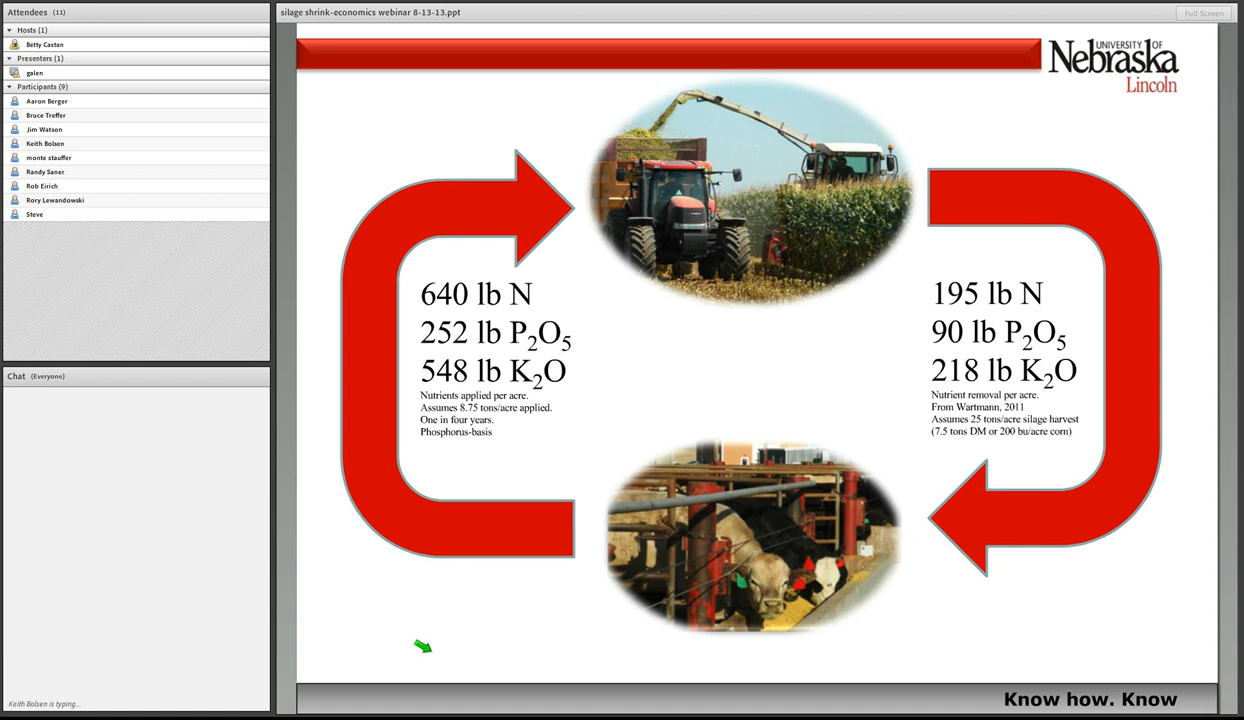 Attendees (11)
Hosts (1)
Betty Castan
Presenters (1)
galen
Participants (9)
Aaron Berger
Bruce Treffer
Jim Watson
Keith Bolsen
monte stauffer
Randy Saner
Rob Eirich
Rory Lewandowski
Steve
Chat (Everyone)
Keith Bolsen is typing...
silage shrink-economics webinar 8-13-13.ppt
Full Screen
UNIVERSITY OF
Nebraska
Lincoln
640 lb N
252 lb P₂O₅
548 lb K₂O
Nutrients applied per acre.
Assumes 8.75 tons/acre applied.
One in four years.
Phosphorus-basis
195 lb N
90 lb P₂O₅
218 lb K₂O
Nutrient removal per acre.
From Wartmann, 2011
Assumes 25 tons/acre silage harvest
(7.5 tons DM or 200 bu/acre corn)
Know how. Know